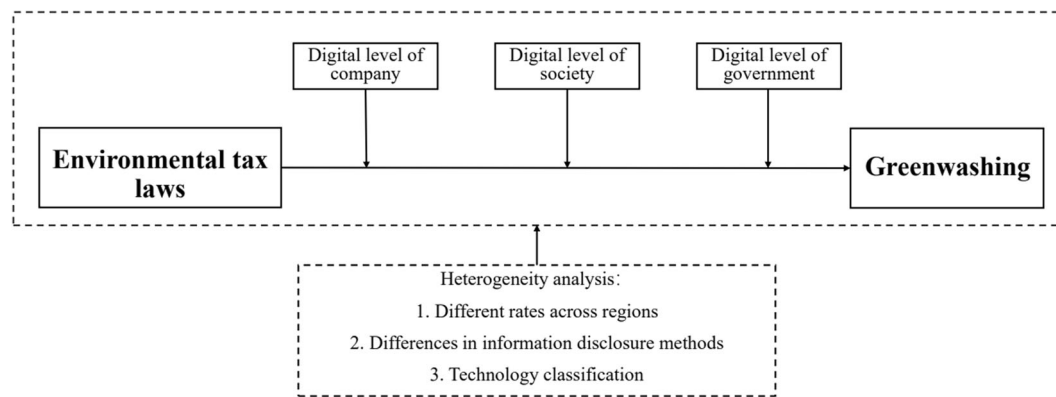 Digital level of
company
Digital level of
society
Digital level of
government
Environmental tax
laws
Greenwashing
Heterogeneity analysis:
1. Different rates across regions
2. Differences in information disclosure methods
3. Technology classification